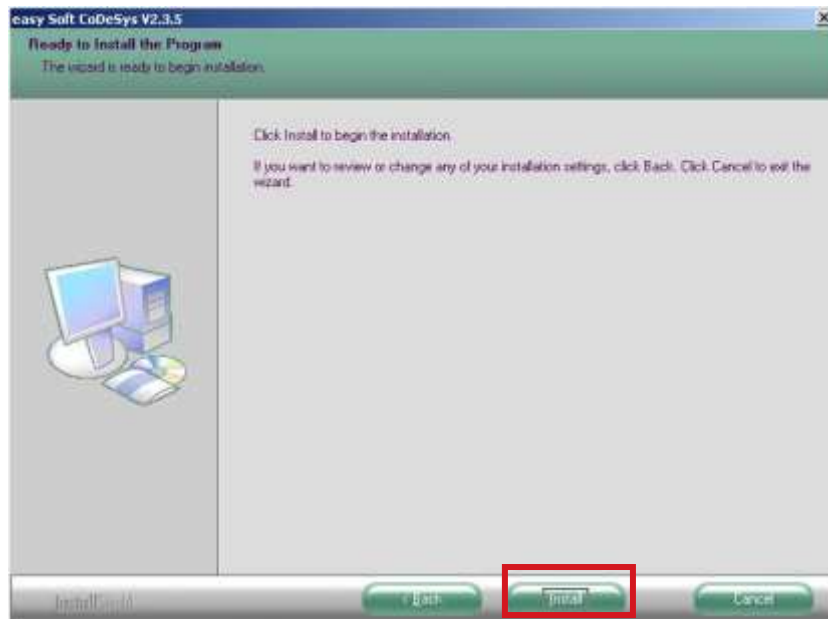 easy Soft CoDeSys V2.3.5
Ready to Install the Program
The wizard is ready to begin installation.
Click Install to begin the installation.
If you want to review or change any of your installation settings, click Back. Click Cancel to exit the
wizard.
InstallShield
< Back
Install
Cancel